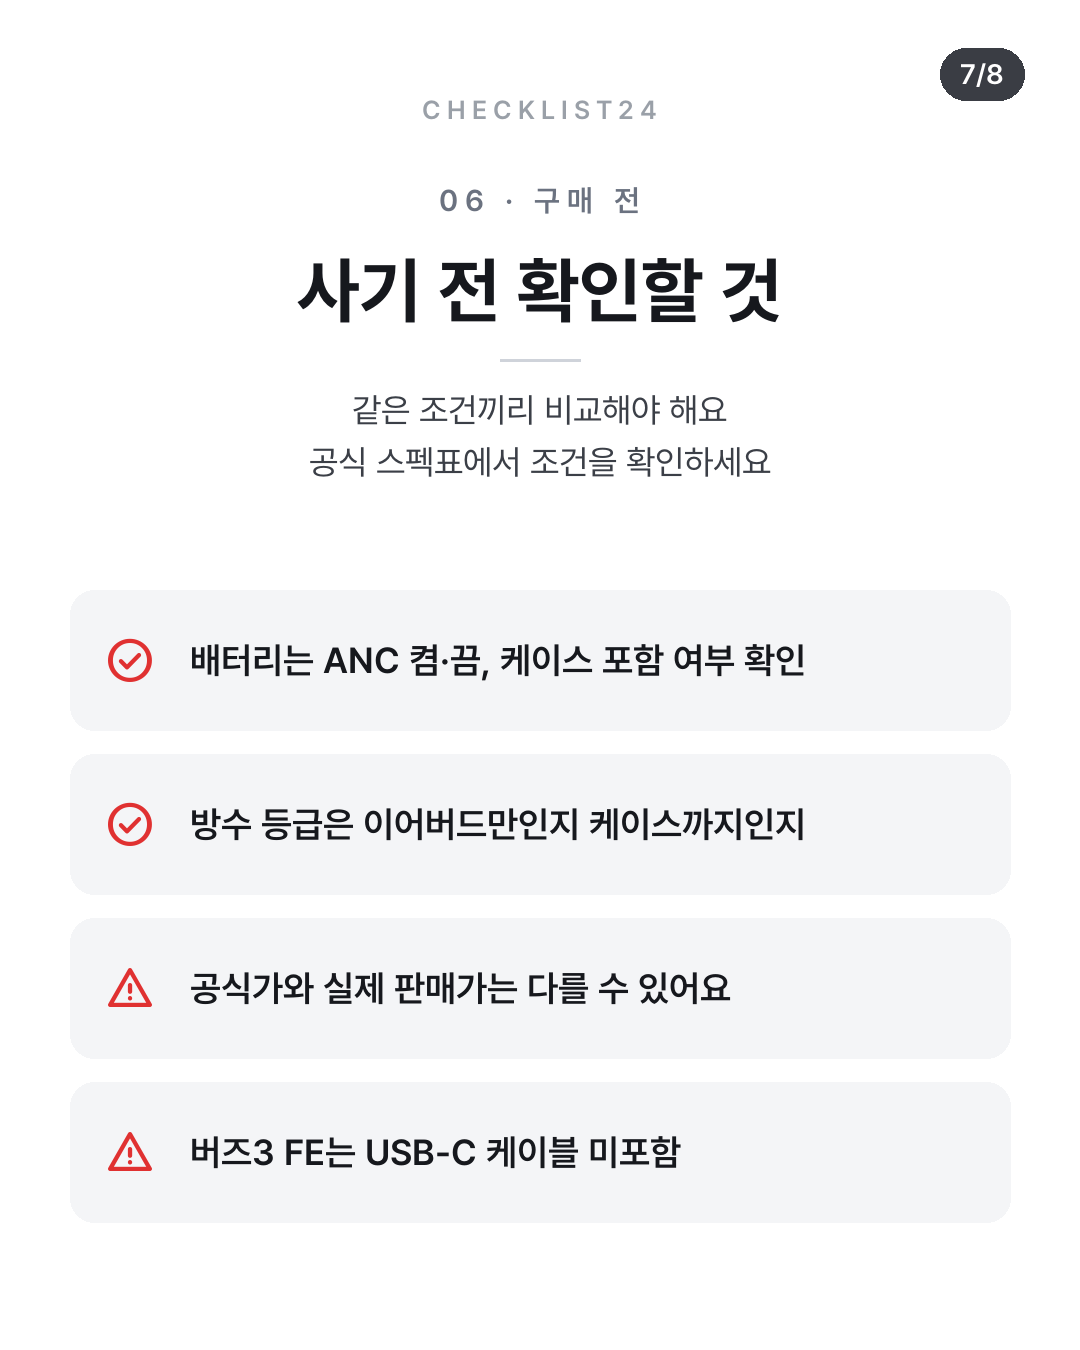 7/8
CHECKLIST24
06 · 구매 전
사기 전 확인할 것
같은 조건끼리 비교해야 해요
공식 스펙표에서 조건을 확인하세요
배터리는 ANC 켬·끔, 케이스 포함 여부 확인
방수 등급은 이어버드만인지 케이스까지인지
공식가와 실제 판매가는 다를 수 있어요
버즈3 FE는 USB-C 케이블 미포함